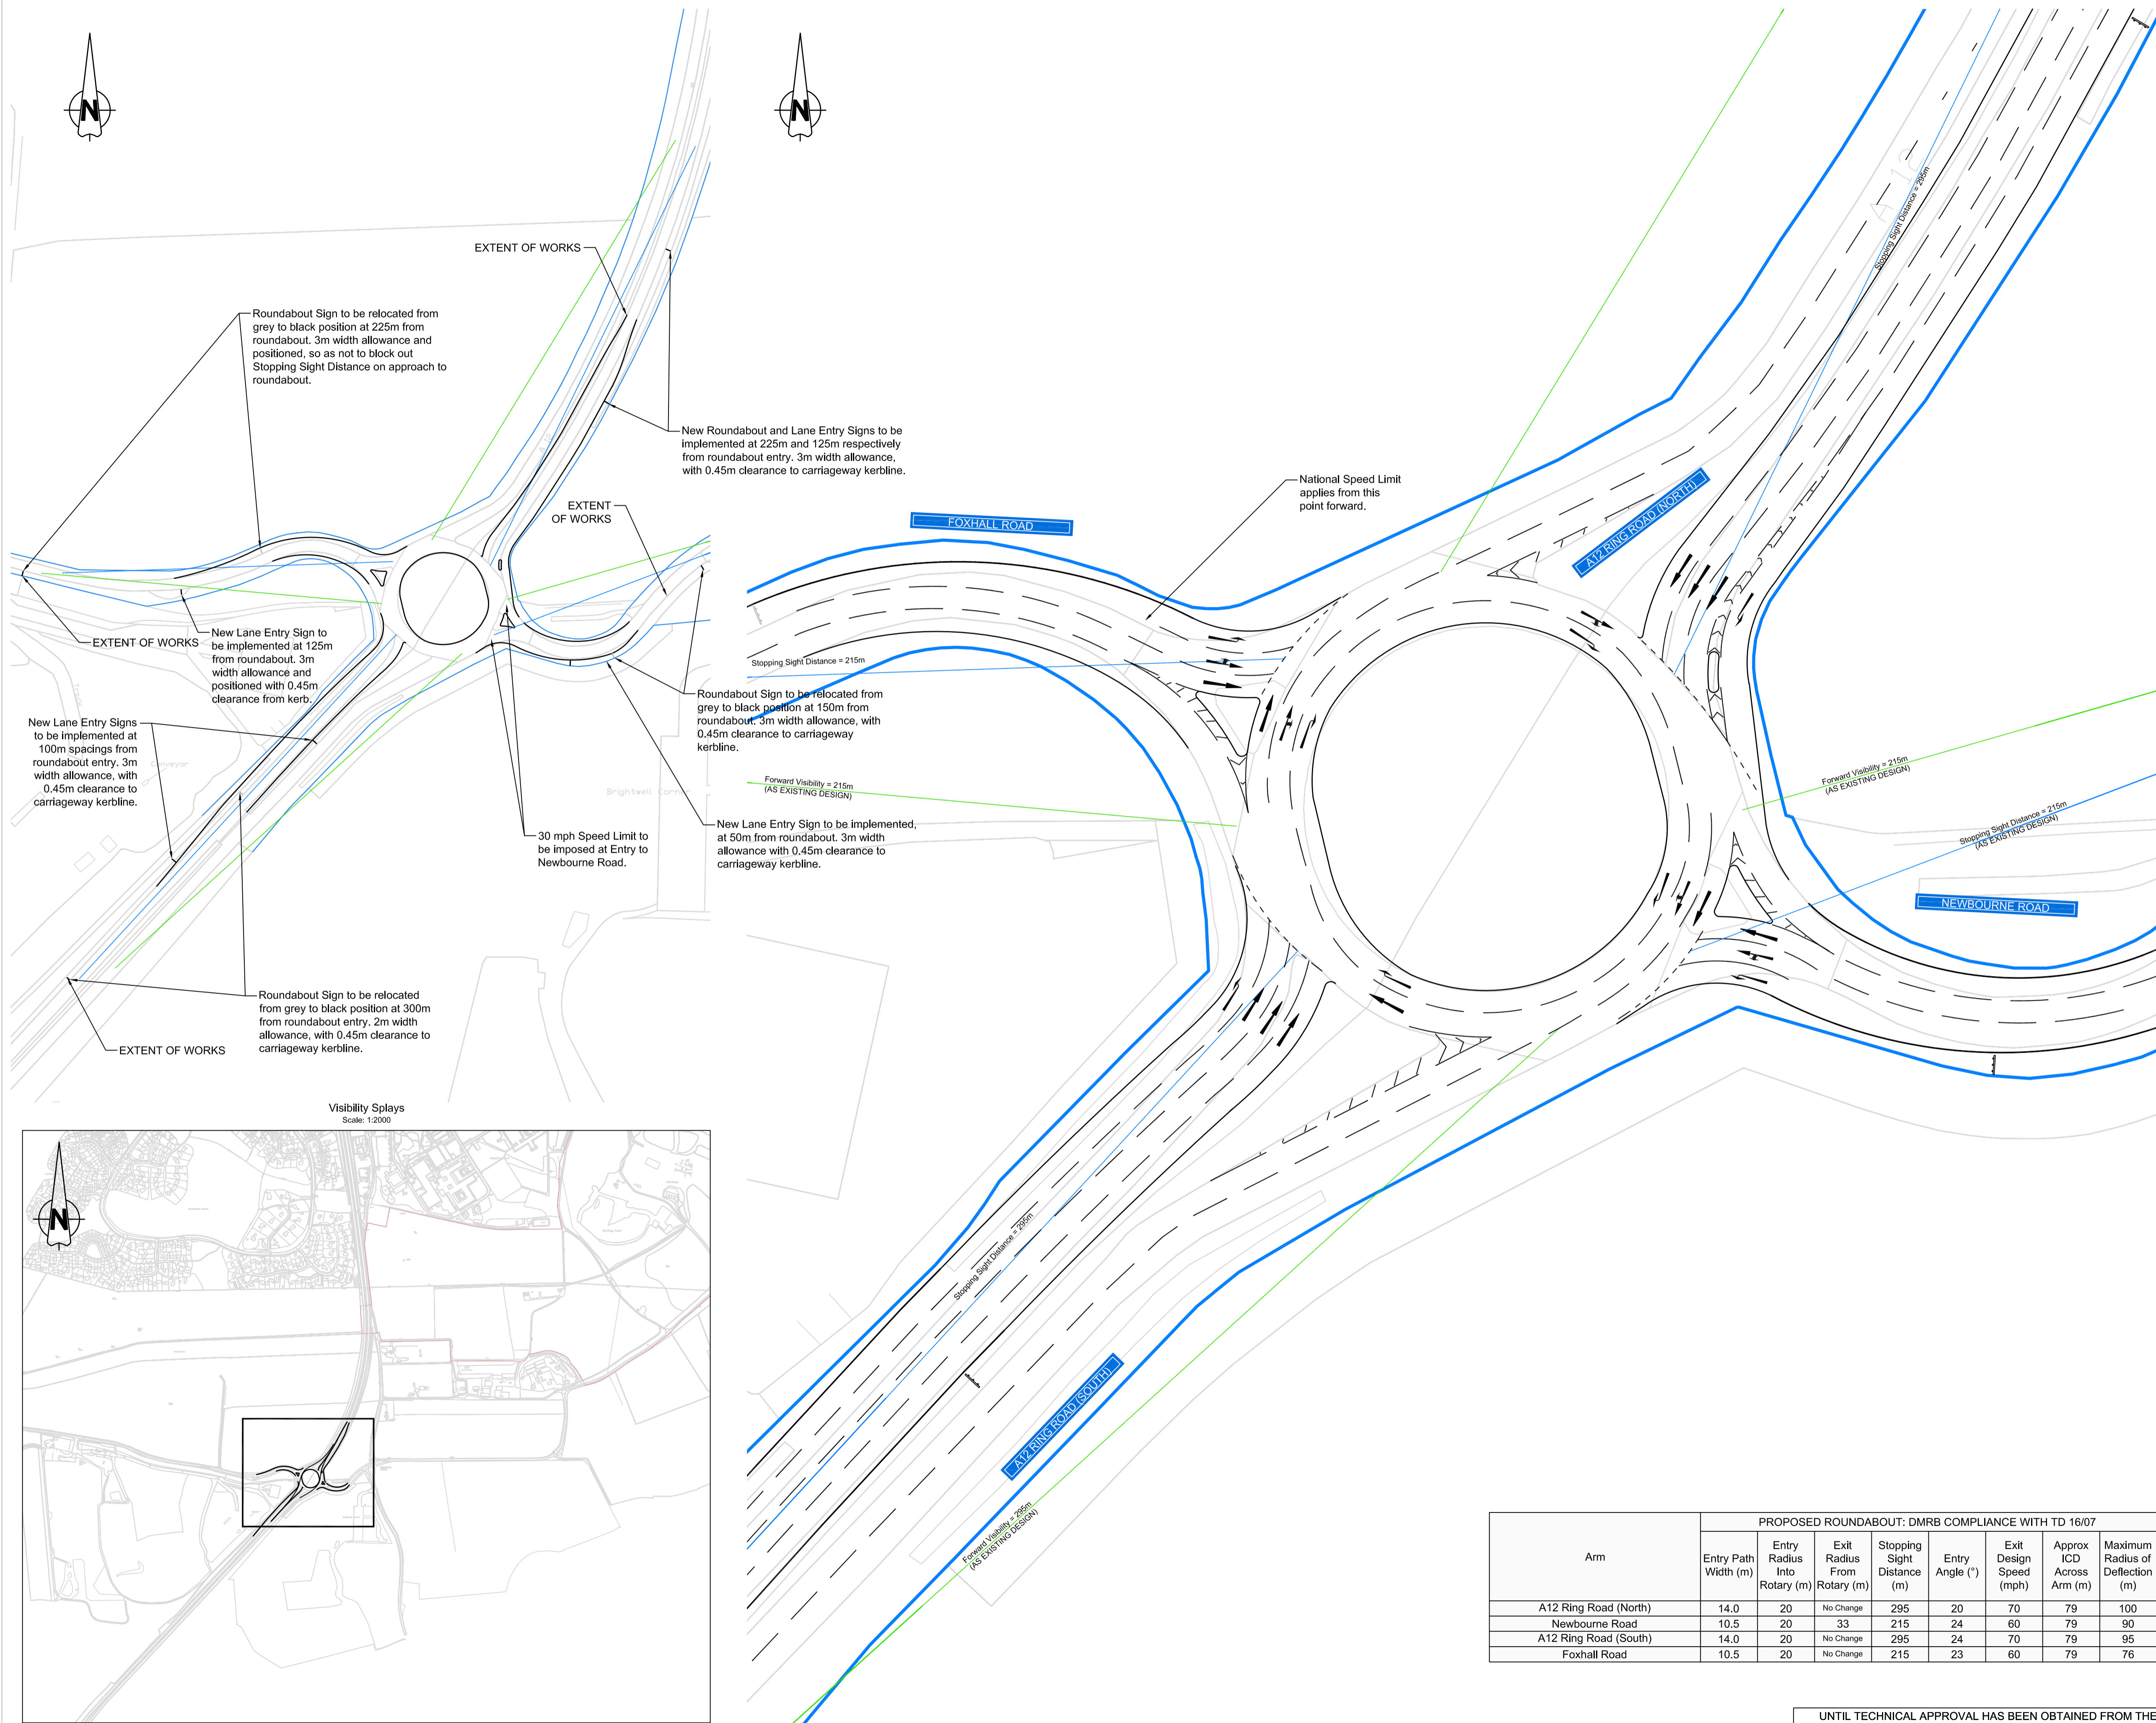 N
N
EXTENT OF WORKS
Roundabout Sign to be relocated from
grey to black position at 225m from
roundabout. 3m width allowance and
positioned, so as not to block out
Stopping Sight Distance on approach to
roundabout.
New Roundabout and Lane Entry Signs to be
implemented at 225m and 125m respectively
from roundabout entry. 3m width allowance,
with 0.45m clearance to carriageway kerbline.
EXTENT
OF WORKS
EXTENT OF WORKS
New Lane Entry Sign to
be implemented at 125m
from roundabout. 3m
width allowance and
positioned with 0.45m
clearance from kerb.
New Lane Entry Signs
to be implemented at
100m spacings from
roundabout entry. 3m
width allowance, with
0.45m clearance to
carriageway kerbline.
Track
Conveyor
Brightwell Corner
Roundabout Sign to be relocated from
grey to black position at 150m from
roundabout. 3m width allowance, with
0.45m clearance to carriageway
kerbline.
New Lane Entry Sign to be implemented,
at 50m from roundabout. 3m width
allowance with 0.45m clearance to
carriageway kerbline.
30 mph Speed Limit to
be imposed at Entry to
Newbourne Road.
Roundabout Sign to be relocated
from grey to black position at 300m
from roundabout entry. 2m width
allowance, with 0.45m clearance to
carriageway kerbline.
EXTENT OF WORKS
Visibility Splays
Scale: 1:2000
N
A 12
Stopping Sight Distance = 295m
National Speed Limit
applies from this
point forward.
FOXHALL ROAD
A12 RING ROAD (NORTH)
Stopping Sight Distance = 215m
Forward Visibility = 215m
(AS EXISTING DESIGN)
Forward Visibility = 215m
(AS EXISTING DESIGN)
Stopping Sight Distance = 215m
(AS EXISTING DESIGN)
NEWBOURNE ROAD
Stopping Sight Distance = 295m
A12 RING ROAD (SOUTH)
Forward Visibility = 295m
(AS EXISTING DESIGN)
PROPOSED ROUNDABOUT: DMRB COMPLIANCE WITH TD 16/07
Arm Entry Path Width (m) Entry Radius Into Rotary (m) Exit Radius From Rotary (m) Stopping Sight Distance (m) Entry Angle (°) Exit Design Speed (mph) Approx ICD Across Arm (m) Maximum Radius of Deflection (m)
A12 Ring Road (North) 14.0 20 No Change 295 20 70 79 100
Newbourne Road 10.5 20 33 215 24 60 79 90
A12 Ring Road (South) 14.0 20 No Change 295 24 70 79 95
Foxhall Road 10.5 20 No Change 215 23 60 79 76
UNTIL TECHNICAL APPROVAL HAS BEEN OBTAINED FROM THE